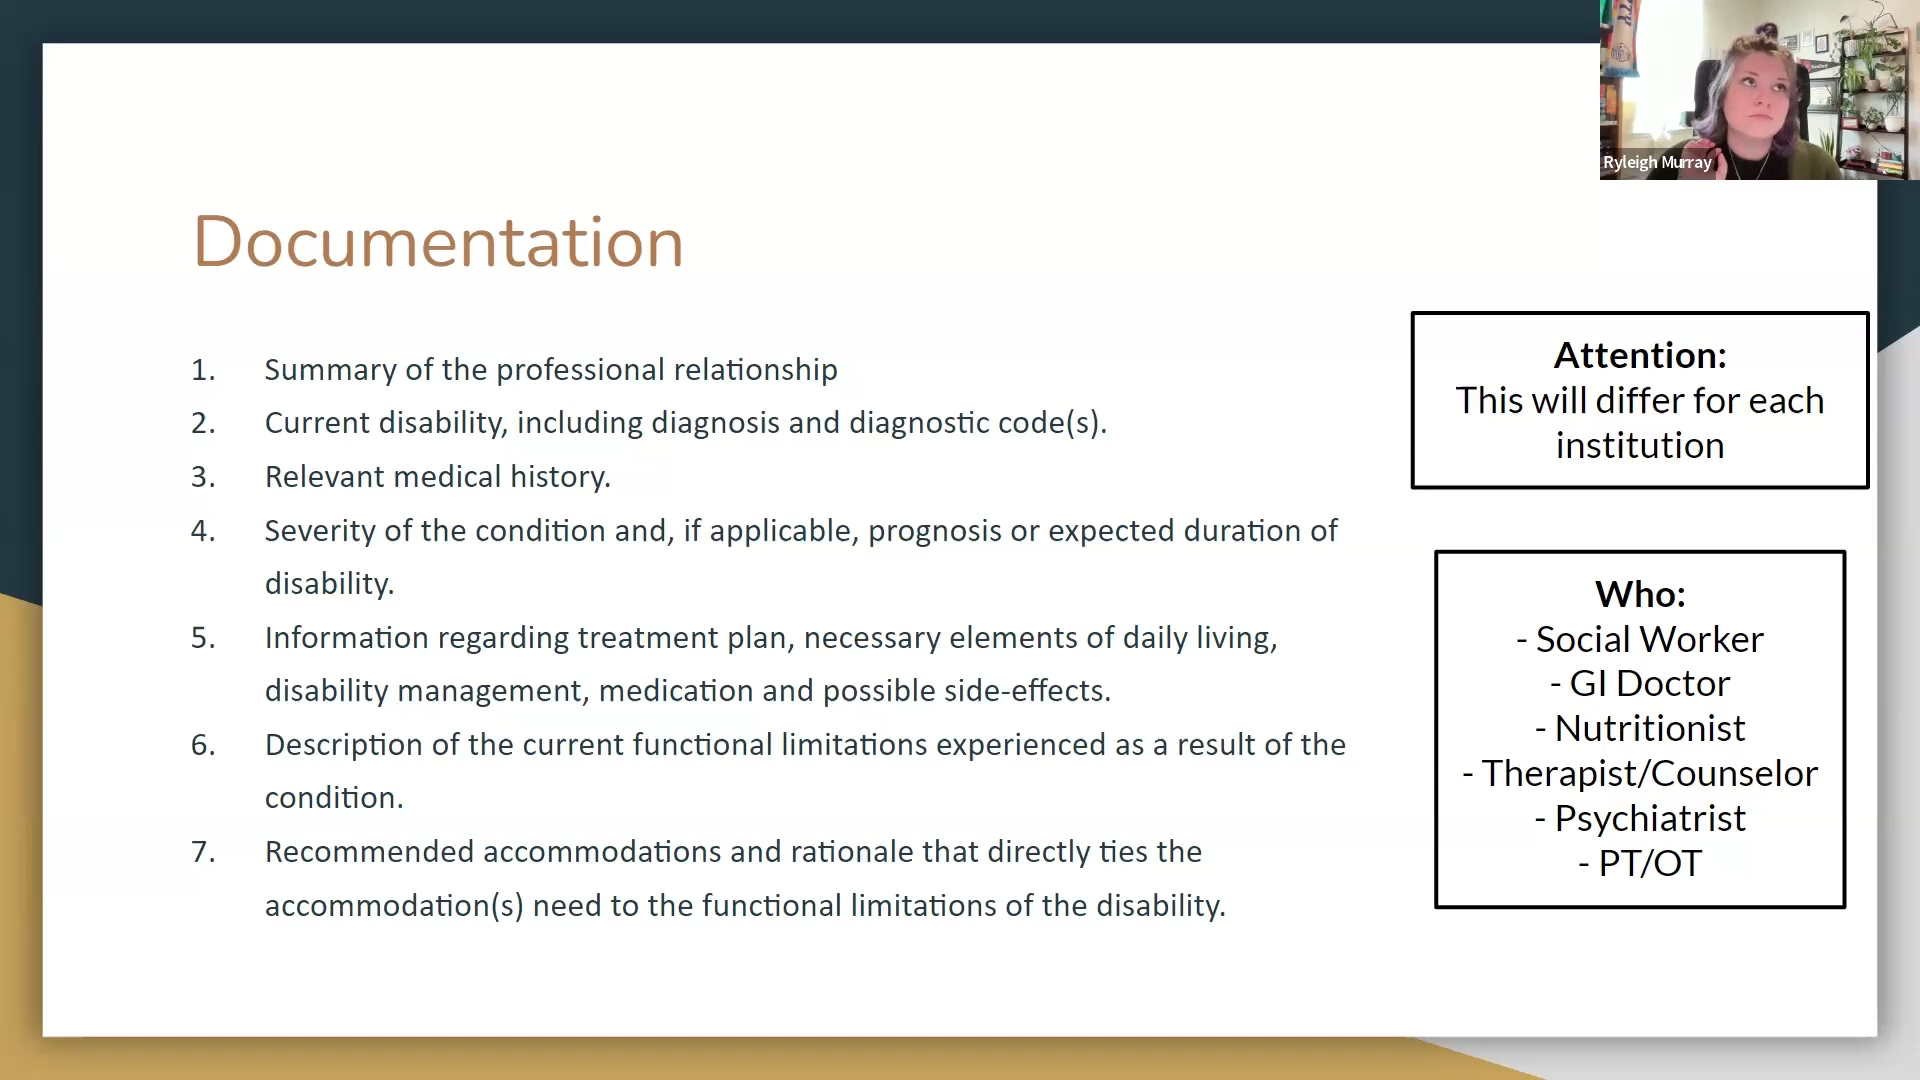 Ryleigh Murray
Documentation
1. Summary of the professional relationship
2. Current disability, including diagnosis and diagnostic code(s).
3. Relevant medical history.
4. Severity of the condition and, if applicable, prognosis or expected duration of
disability.
5. Information regarding treatment plan, necessary elements of daily living,
disability management, medication and possible side-effects.
6. Description of the current functional limitations experienced as a result of the
condition.
7. Recommended accommodations and rationale that directly ties the
accommodation(s) need to the functional limitations of the disability.
Attention:
This will differ for each
institution
Who:
- Social Worker
- GI Doctor
- Nutritionist
- Therapist/Counselor
- Psychiatrist
- PT/OT